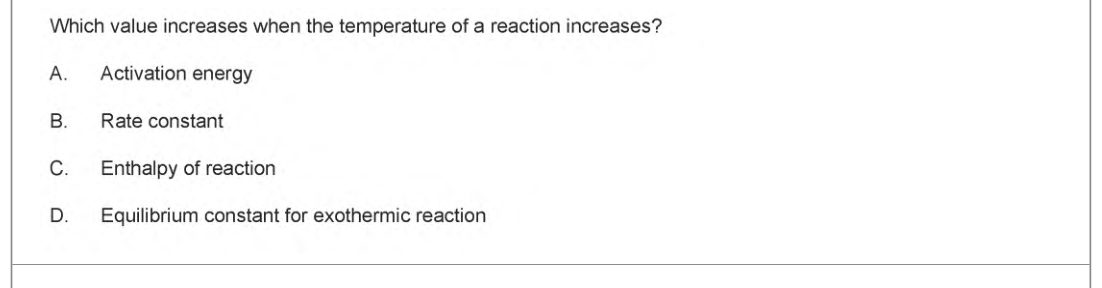 Which value increases when the temperature of a reaction increases?
A. Activation energy
B. Rate constant
C. Enthalpy of reaction
D. Equilibrium constant for exothermic reaction